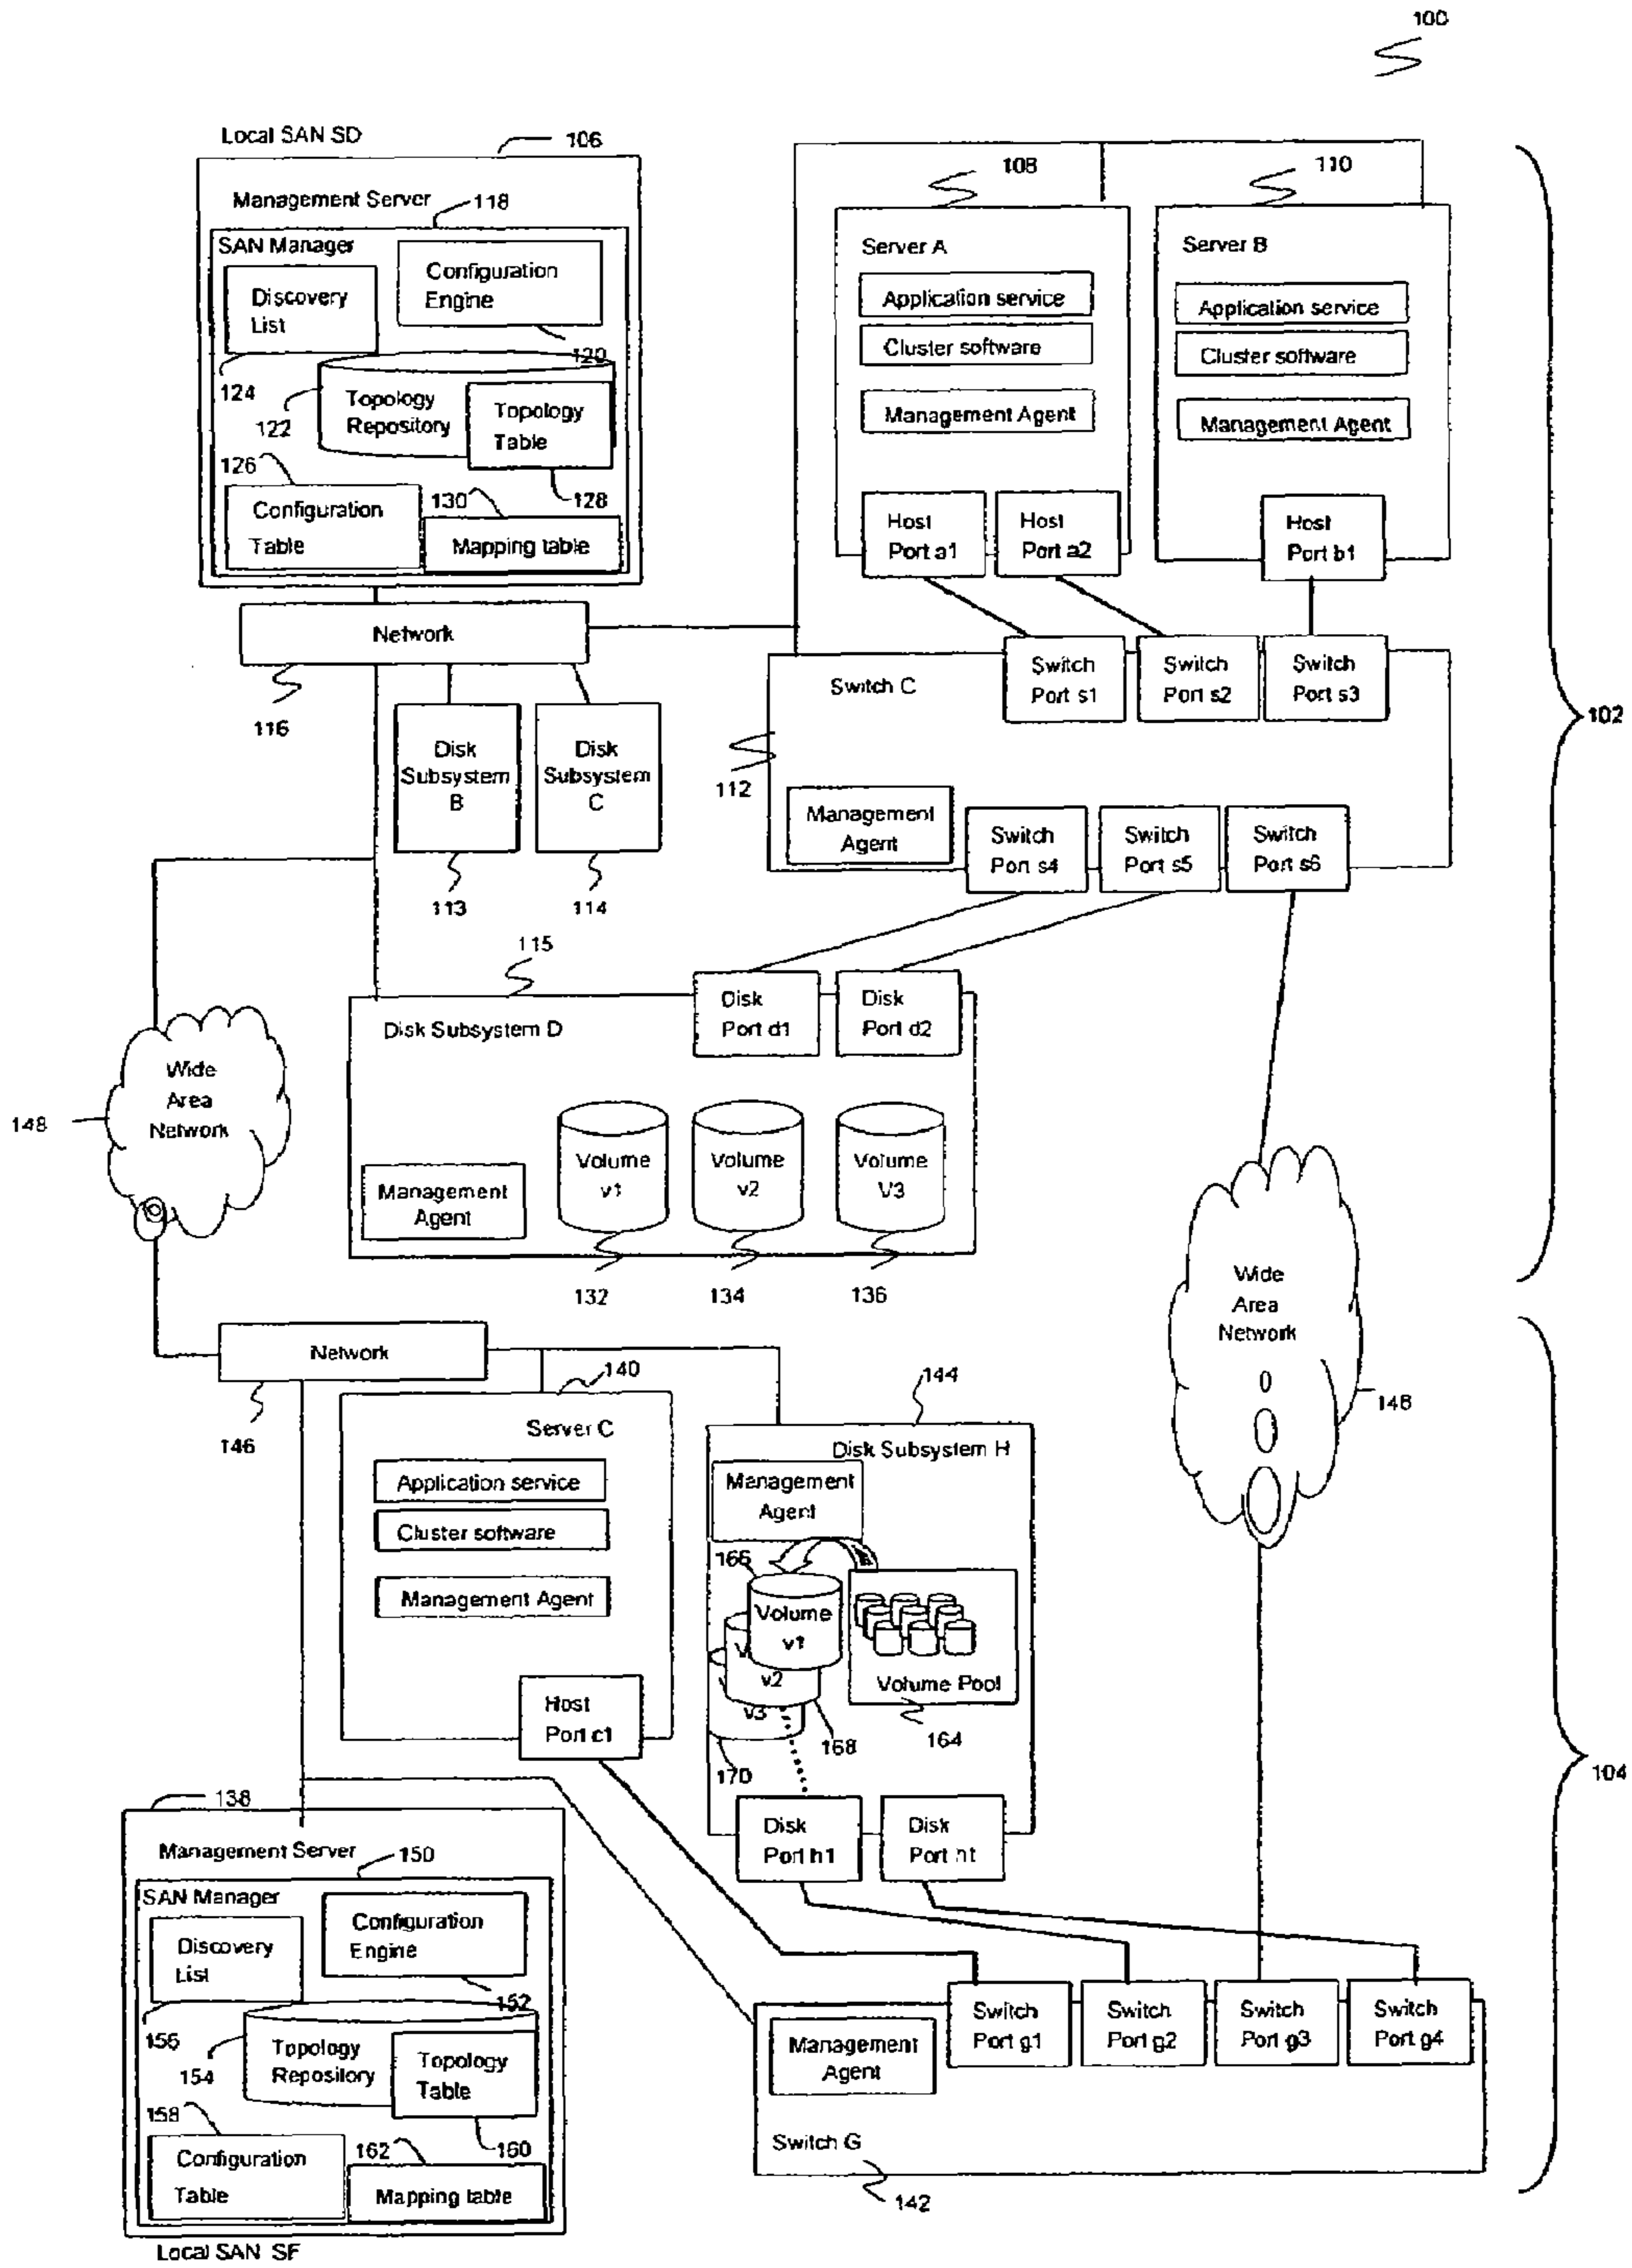 100
Local SAN SD
106
Management Server
118
SAN Manager
Configuration
Engine
Discovery
List
120
124
Topology
Repository
Topology
Table
122
126
128
130
Configuration
Table
Mapping table
108
110
Server A
Application service
Cluster software
Management Agent
Host
Port a1
Host
Port a2
Server B
Application service
Cluster software
Management Agent
Host
Port b1
Network
116
Switch C
Switch
Port s1
Switch
Port s2
Switch
Port s3
102
112
Disk
Subsystem
B
Disk
Subsystem
C
113
114
Management
Agent
Switch
Port s4
Switch
Port s5
Switch
Port s6
115
Disk Subsystem D
Disk
Port d1
Disk
Port d2
Wide
Area
Network
148
Management
Agent
Volume
v1
Volume
v2
Volume
V3
132
134
136
Wide
Area
Network
148
Network
146
140
Server C
Application service
Cluster software
Management Agent
Host
Port c1
144
Disk Subsystem H
Management
Agent
166
Volume
v1
V
v2
v3
Volume Pool
164
168
170
Disk
Port h1
Disk
Port ht
104
138
Management Server
150
SAN Manager
Configuration
Engine
Discovery
List
152
156
Topology
Repository
Topology
Table
154
158
160
162
Configuration
Table
Mapping table
Local SAN SF
Switch
Port g1
Switch
Port g2
Switch
Port g3
Switch
Port g4
Management
Agent
Switch G
142